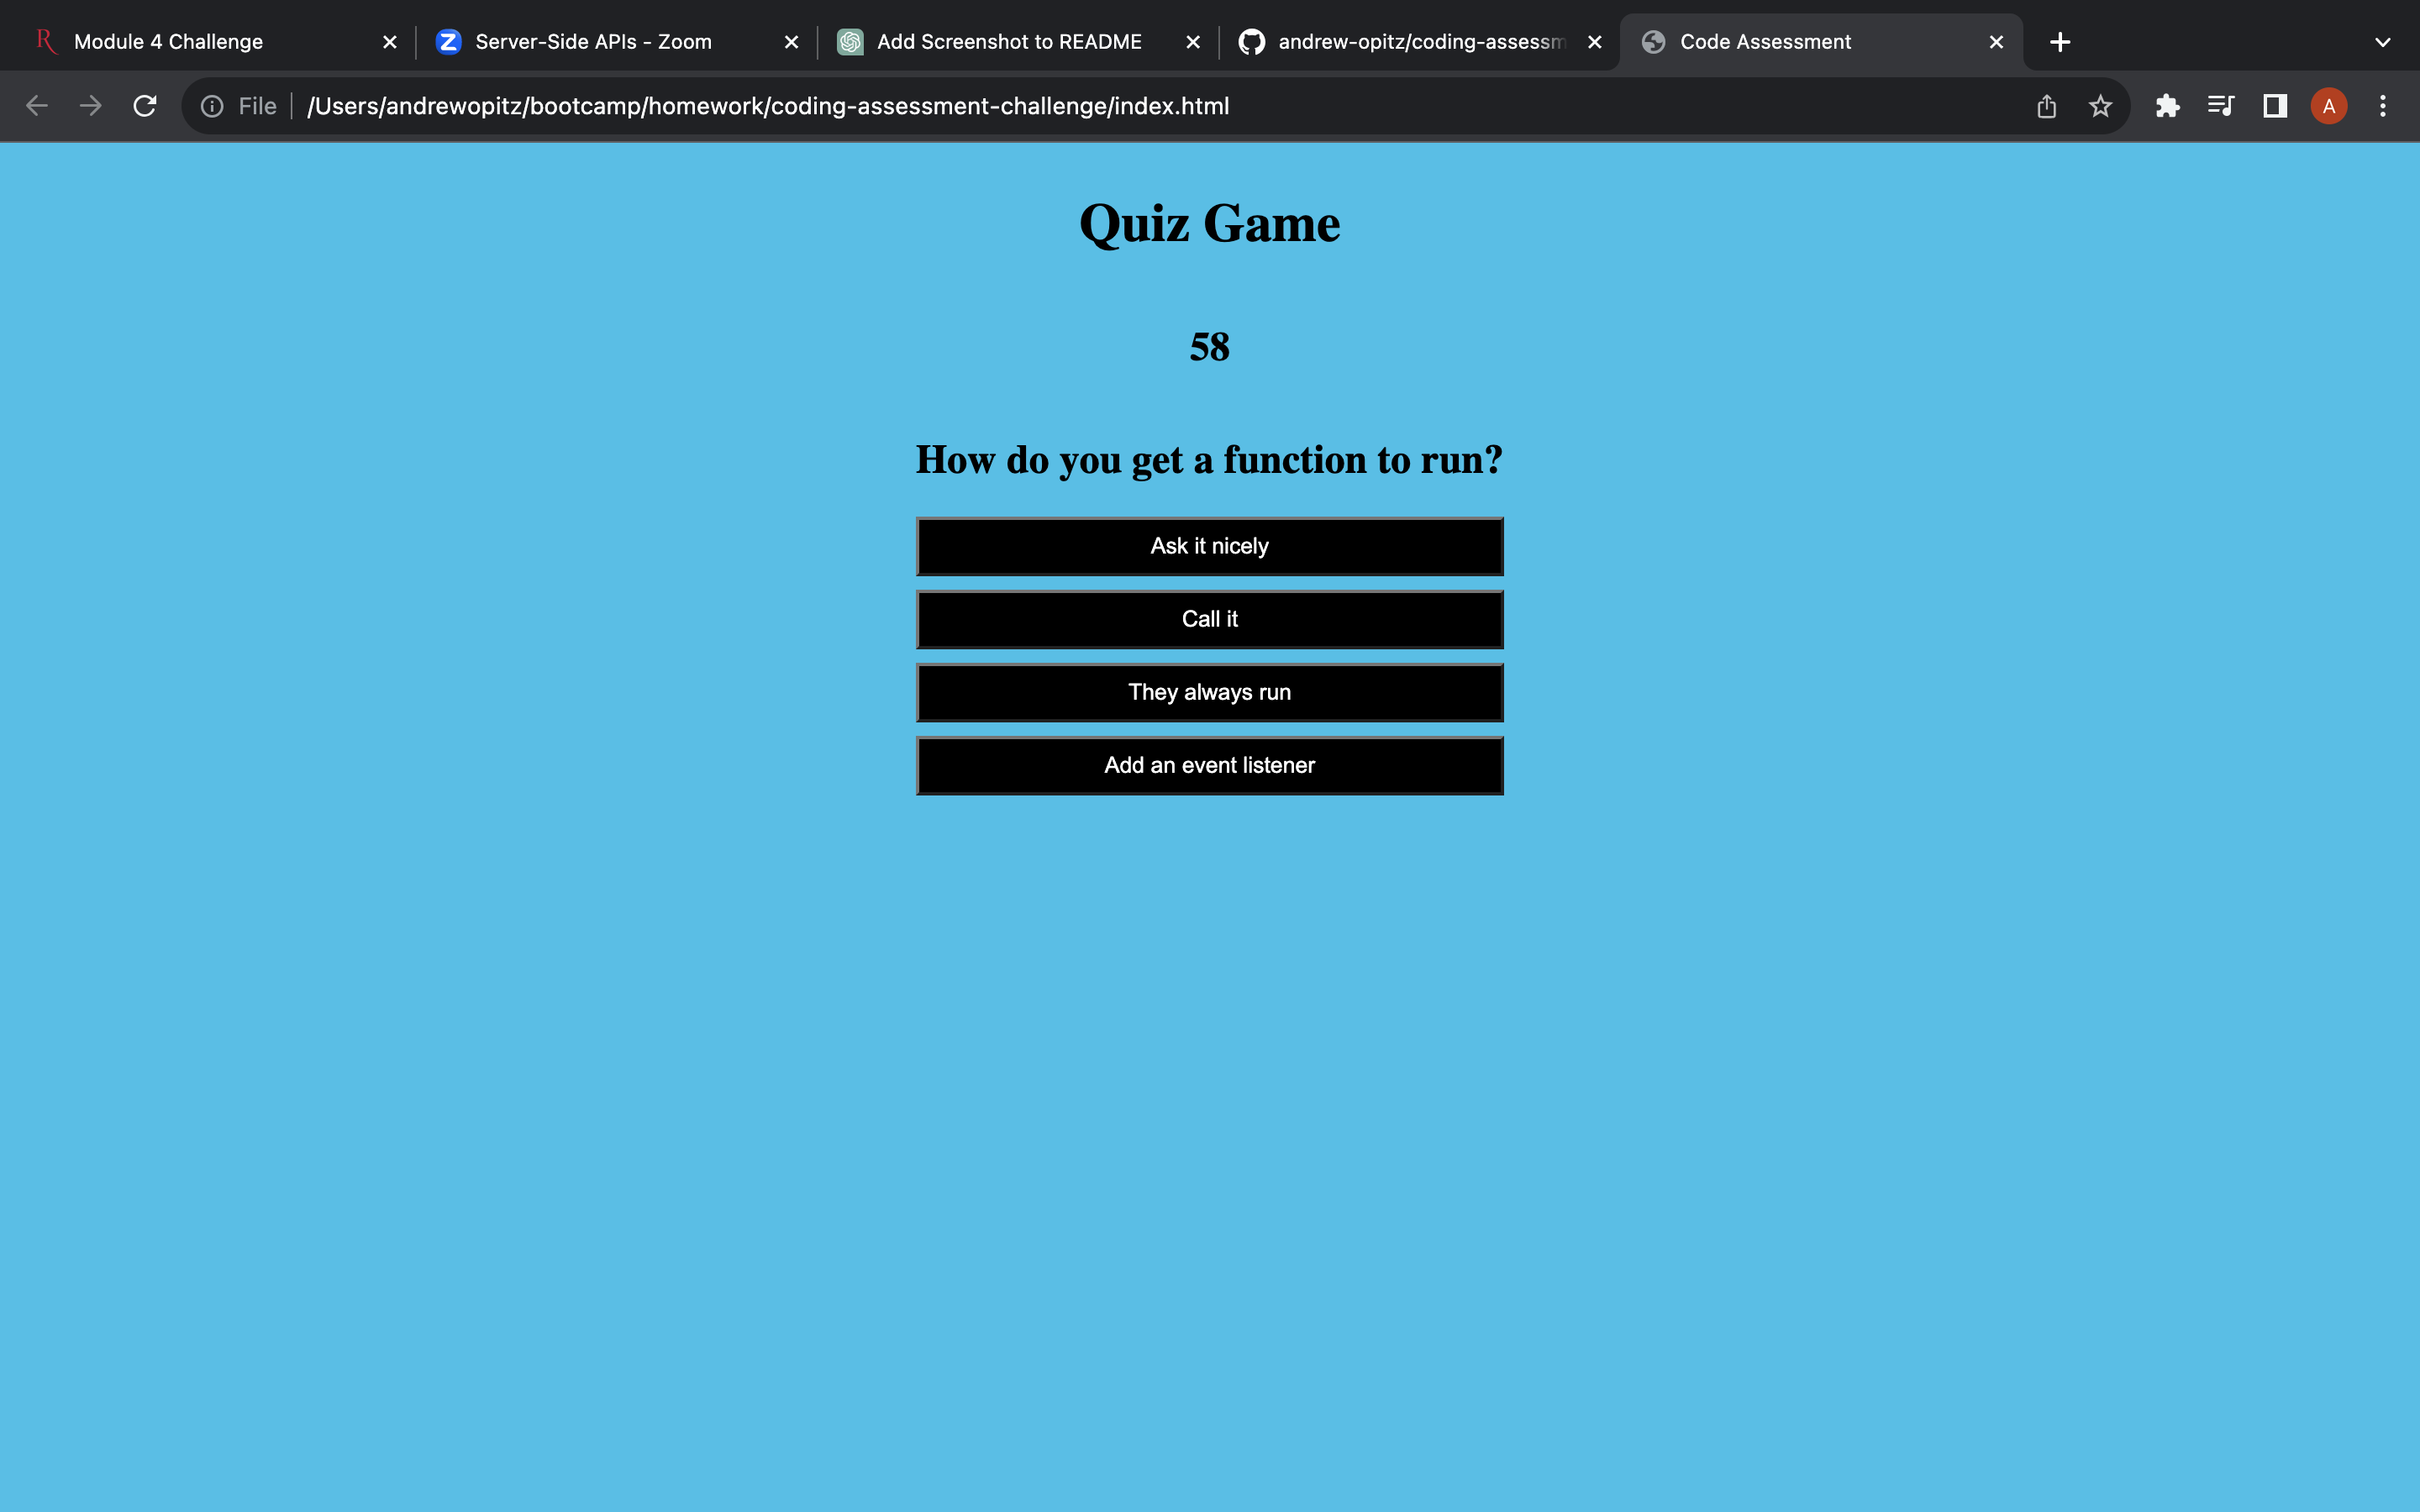 Module 4 Challenge
Server-Side APIs - Zoom
Add Screenshot to README
andrew-opitz/coding-assessm
Code Assessment
File
/Users/andrewopitz/bootcamp/homework/coding-assessment-challenge/index.html
A
Quiz Game
58
How do you get a function to run?
Ask it nicely
Call it
They always run
Add an event listener